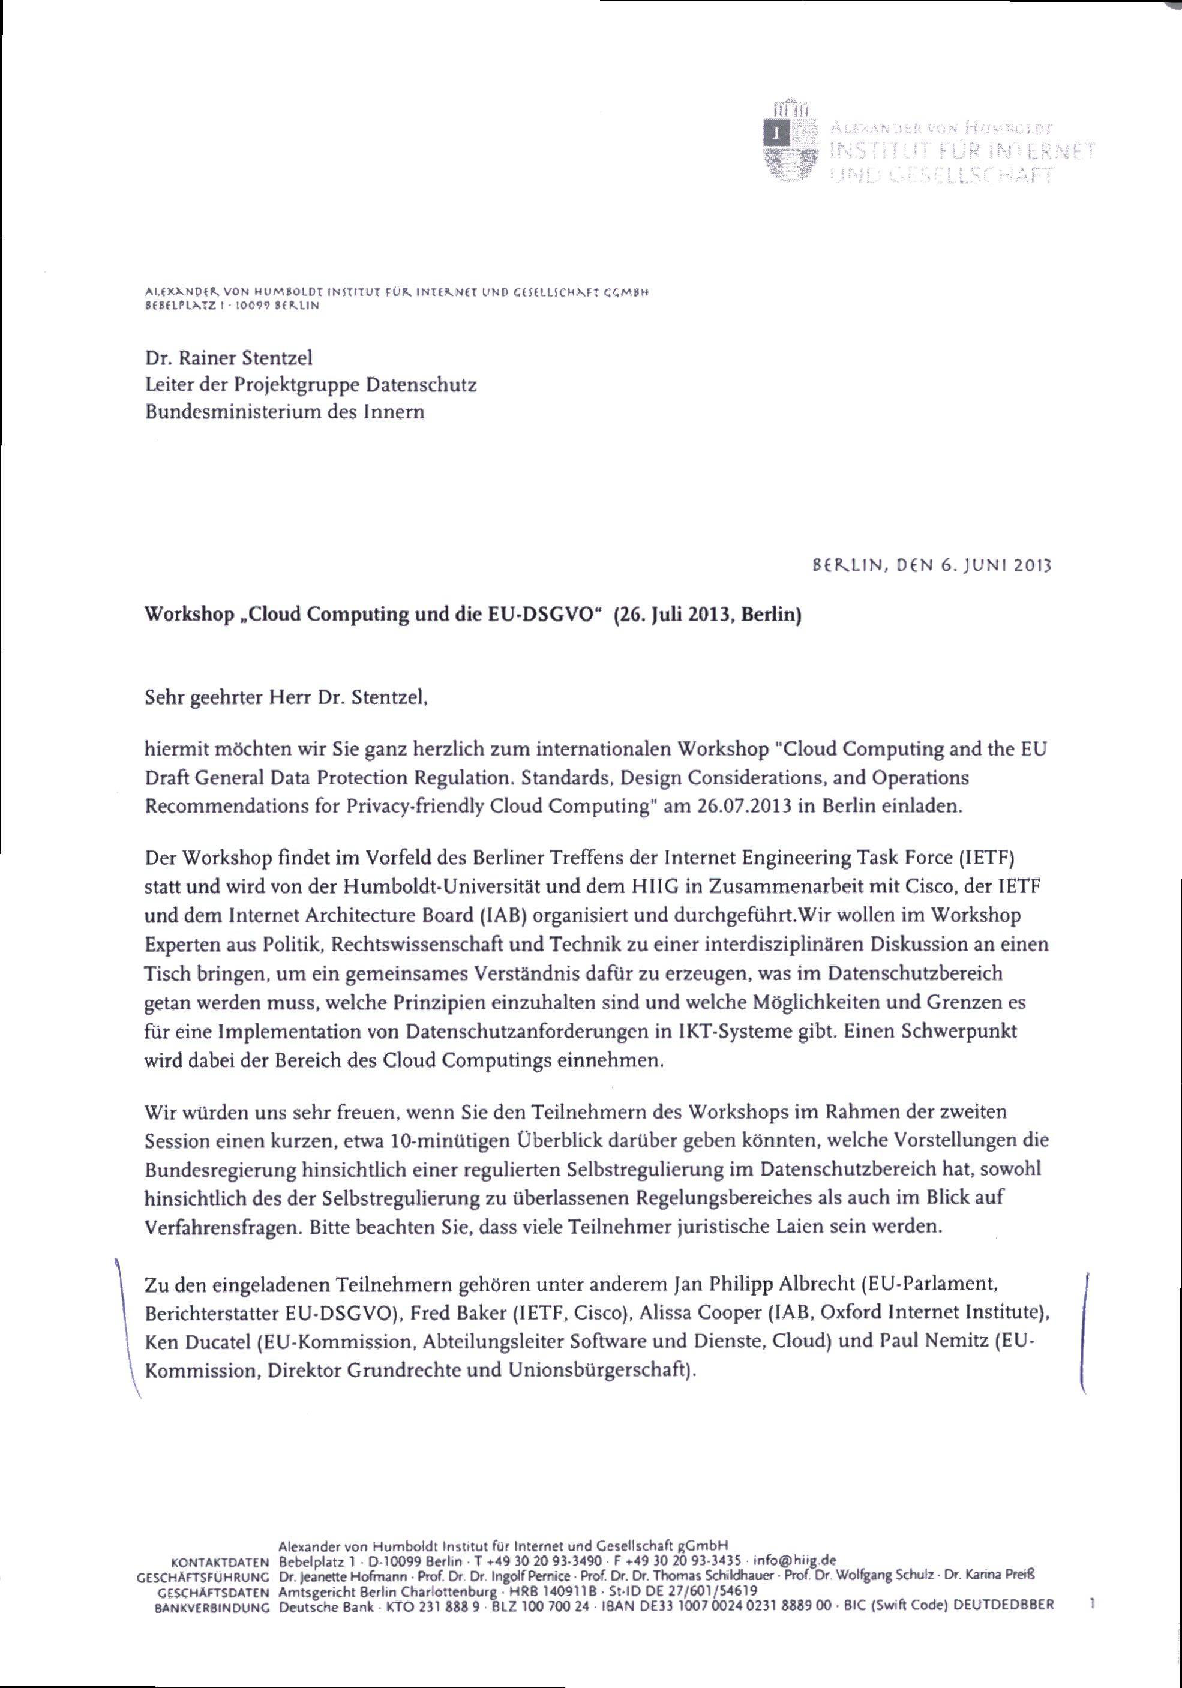 ALEXANDER VON HUMBOLDT
INSTITUT FÜR INTERNET
UND GESELLSCHAFT
ALEXANDER VON HUMBOLDT INSTITUT FÜR INTERNET UND GESELLSCHAFT GGMBH
BEBELPLATZ 1 · 10099 BERLIN
Dr. Rainer Stentzel
Leiter der Projektgruppe Datenschutz
Bundesministerium des Innern
BERLIN, DEN 6. JUNI 2013
Workshop „Cloud Computing und die EU-DSGVO“ (26. Juli 2013, Berlin)
Sehr geehrter Herr Dr. Stentzel,
hiermit möchten wir Sie ganz herzlich zum internationalen Workshop "Cloud Computing and the EU
Draft General Data Protection Regulation. Standards, Design Considerations, and Operations
Recommendations for Privacy-friendly Cloud Computing" am 26.07.2013 in Berlin einladen.
Der Workshop findet im Vorfeld des Berliner Treffens der Internet Engineering Task Force (IETF)
statt und wird von der Humboldt-Universität und dem HIIG in Zusammenarbeit mit Cisco, der IETF
und dem Internet Architecture Board (IAB) organisiert und durchgeführt.Wir wollen im Workshop
Experten aus Politik, Rechtswissenschaft und Technik zu einer interdisziplinären Diskussion an einen
Tisch bringen, um ein gemeinsames Verständnis dafür zu erzeugen, was im Datenschutzbereich
getan werden muss, welche Prinzipien einzuhalten sind und welche Möglichkeiten und Grenzen es
für eine Implementation von Datenschutzanforderungen in IKT-Systeme gibt. Einen Schwerpunkt
wird dabei der Bereich des Cloud Computings einnehmen.
Wir würden uns sehr freuen, wenn Sie den Teilnehmern des Workshops im Rahmen der zweiten
Session einen kurzen, etwa 10-minütigen Überblick darüber geben könnten, welche Vorstellungen die
Bundesregierung hinsichtlich einer regulierten Selbstregulierung im Datenschutzbereich hat, sowohl
hinsichtlich des der Selbstregulierung zu überlassenen Regelungsbereiches als auch im Blick auf
Verfahrensfragen. Bitte beachten Sie, dass viele Teilnehmer juristische Laien sein werden.
Zu den eingeladenen Teilnehmern gehören unter anderem Jan Philipp Albrecht (EU-Parlament,
Berichterstatter EU-DSGVO), Fred Baker (IETF, Cisco), Alissa Cooper (IAB, Oxford Internet Institute),
Ken Ducatel (EU-Kommission, Abteilungsleiter Software und Dienste, Cloud) und Paul Nemitz (EU-
Kommission, Direktor Grundrechte und Unionsbürgerschaft).
Alexander von Humboldt Institut für Internet und Gesellschaft gGmbH
KONTAKTDATEN Bebelplatz 1 · D-10099 Berlin · T +49 30 20 93-3490 · F +49 30 20 93-3435 · info@hiig.de
GESCHÄFTSFÜHRUNG Dr. Jeanette Hofmann · Prof. Dr. Dr. Ingolf Pernice · Prof. Dr. Dr. Thomas Schildhauer · Prof. Dr. Wolfgang Schulz · Dr. Karina Preiß
GESCHÄFTSDATEN Amtsgericht Berlin Charlottenburg · HRB 140911B · St-ID DE 27/601/54619
BANKVERBINDUNG Deutsche Bank · KTO 231 888 9 · BLZ 100 700 24 · IBAN DE33 1007 0024 0231 8889 00 · BIC (Swift Code) DEUTDEDBBER 1